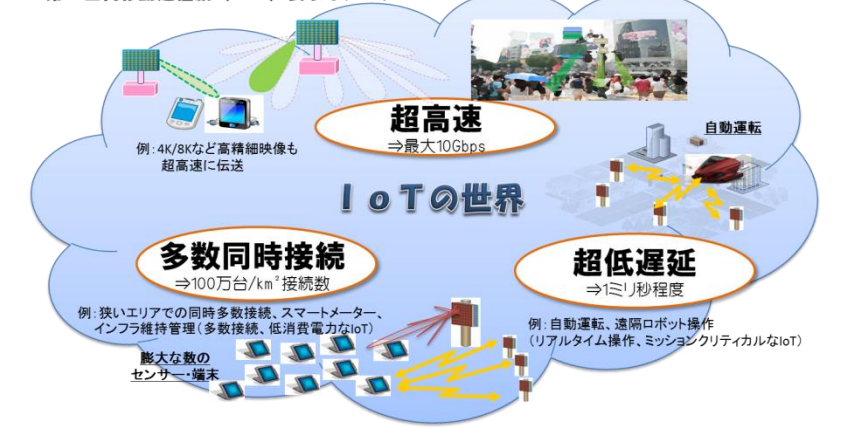 超高速
⇒最大10Gbps
例：4K/8Kなど高精細映像も
超高速に伝送
自動運転
IoTの世界
多数同時接続
⇒100万台/km²接続数
例：狭いエリアでの同時多数接続、スマートメーター、
インフラ維持管理（多数接続、低消費電力なIoT）
膨大な数の
センサー・端末
超低遅延
⇒1ミリ秒程度
例：自動運転、遠隔ロボット操作
（リアルタイム操作、ミッションクリティカルなIoT）